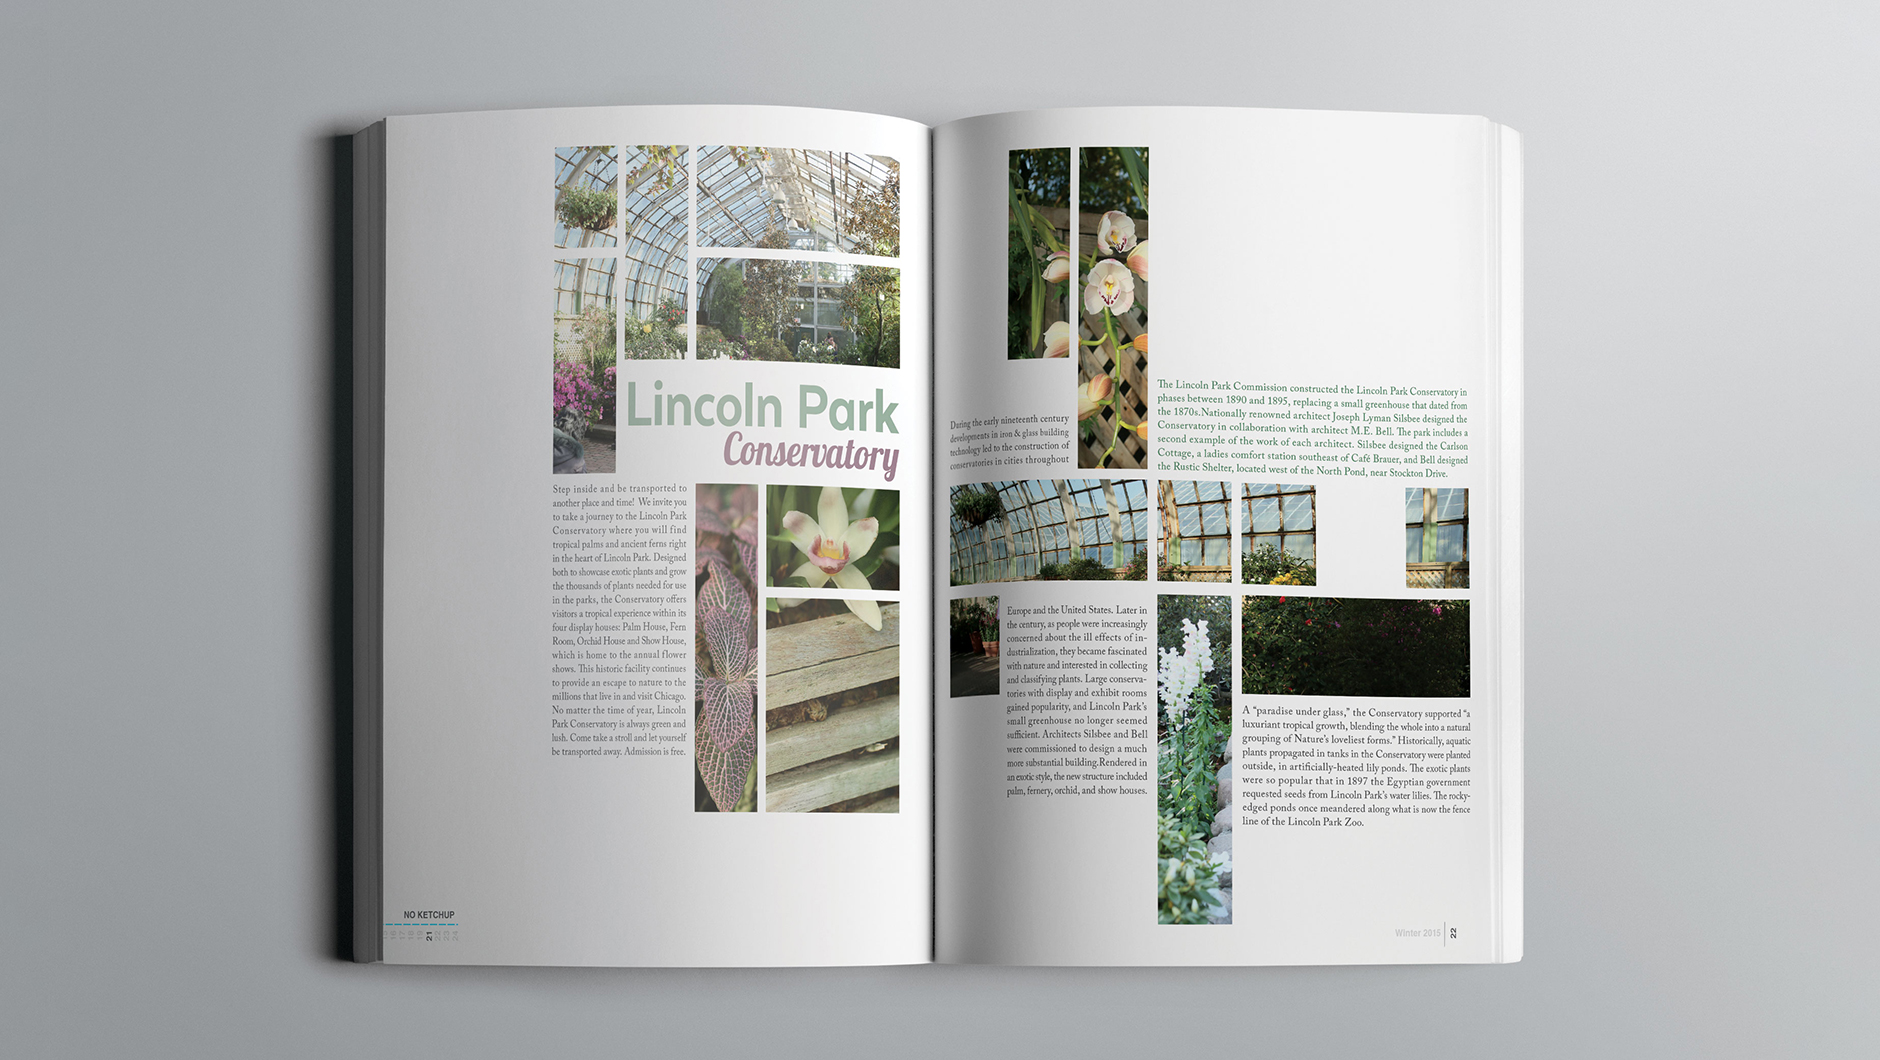 Lincoln Park
Conservatory
Step inside and be transported to
another place and time! We invite you
to take a journey to the Lincoln Park
Conservatory where you will find
tropical palms and ancient ferns right
in the heart of Lincoln Park. Designed
both to showcase exotic plants and grow
the thousands of plants needed for use
in the parks, the Conservatory offers
visitors a tropical experience within its
four display houses: Palm House, Fern
Room, Orchid House and Show House,
which is home to the annual flower
shows. This historic facility continues
to provide an escape to nature to the
millions that live in and visit Chicago.
No matter the time of year, Lincoln
Park Conservatory is always green and
lush. Come take a stroll and let yourself
be transported away. Admission is free.
NO KETCHUP
16 17 18 19 21 22 23 24
During the early nineteenth century
developments in iron & glass building
technology led to the construction of
conservatories in cities throughout
Europe and the United States. Later in
the century, as people were increasingly
concerned about the ill effects of in-
dustrialization, they became fascinated
with nature and interested in collecting
and classifying plants. Large conserva-
tories with display and exhibit rooms
gained popularity, and Lincoln Park's
small greenhouse no longer seemed
sufficient. Architects Silsbee and Bell
were commissioned to design a much
more substantial building.Rendered in
an exotic style, the new structure included
palm, fernery, orchid, and show houses.
The Lincoln Park Commission constructed the Lincoln Park Conservatory in
phases between 1890 and 1895, replacing a small greenhouse that dated from
the 1870s.Nationally renowned architect Joseph Lyman Silsbee designed the
Conservatory in collaboration with architect M.E. Bell. The park includes a
second example of the work of each architect. Silsbee designed the Carlson
Cottage, a ladies comfort station southeast of Café Brauer, and Bell designed
the Rustic Shelter, located west of the North Pond, near Stockton Drive.
A “paradise under glass,” the Conservatory supported “a
luxuriant tropical growth, blending the whole into a natural
grouping of Nature's loveliest forms.” Historically, aquatic
plants propagated in tanks in the Conservatory were planted
outside, in artificially-heated lily ponds. The exotic plants
were so popular that in 1897 the Egyptian government
requested seeds from Lincoln Park's water lilies. The rocky-
edged ponds once meandered along what is now the fence
line of the Lincoln Park Zoo.
Winter 2015 22